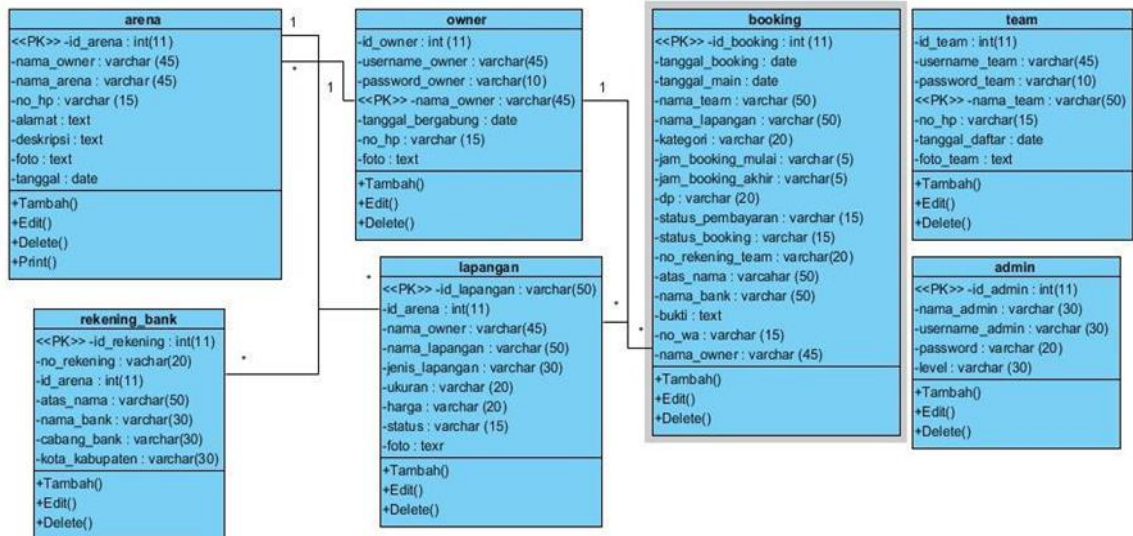 arena
<<PK>> -id_arena : int(11)
-nama_owner : varchar (45)
-nama_arena : varchar (45)
-no_hp : varchar (15)
-alamat : text
-deskripsi : text
-foto : text
-tanggal : date
+Tambah()
+Edit()
+Delete()
+Print()
1
*
1
owner
-id_owner : int (11)
-username_owner : varchar(45)
-password_owner : varchar(10)
<<PK>> -nama_owner : varchar(45)
-tanggal_bergabung : date
-no_hp : varchar (15)
-foto : text
+Tambah()
+Edit()
+Delete()
1
booking
<<PK>> -id_booking : int (11)
-tanggal_booking : date
-tanggal_main : date
-nama_team : varchar (50)
-nama_lapangan : varchar (50)
-kategori : varchar (20)
-jam_booking_mulai : varchar (5)
-jam_booking_akhir : varchar(5)
-dp : varchar (20)
-status_pembayaran : varchar (15)
-status_booking : varchar (15)
-no_rekening_team : varchar(20)
-atas_nama : varcahar (50)
-nama_bank : varchar (50)
-bukti : text
-no_wa : varchar (15)
-nama_owner : varchar (45)
+Tambah()
+Edit()
+Delete()
team
-id_team : int(11)
-username_team : varchar(45)
-password_team : varchar(10)
<<PK>> -nama_team : varchar(50)
-no_hp : varchar(15)
-tanggal_daftar : date
-foto_team : text
+Tambah()
+Edit()
+Delete()
rekening_bank
<<PK>> -id_rekening : int(11)
-no_rekening : vachar(20)
-id_arena : int(11)
-atas_nama : varchar(50)
-nama_bank : varchar(30)
-cabang_bank : varchar(30)
-kota_kabupaten : varchar(30)
+Tambah()
+Edit()
+Delete()
*
*
lapangan
<<PK>> -id_lapangan : varchar(50)
-id_arena : int(11)
-nama_owner : varchar(45)
-nama_lapangan : varchar (50)
-jenis_lapangan : varchar (30)
-ukuran : varchar (20)
-harga : varchar (20)
-status : varchar (15)
-foto : texr
+Tambah()
+Edit()
+Delete()
*
*
admin
<<PK>> -id_admin : int(11)
-nama_admin : varchar (30)
-username_admin : varchar (30)
-password : varchar (20)
-level : varchar (30)
+Tambah()
+Edit()
+Delete()